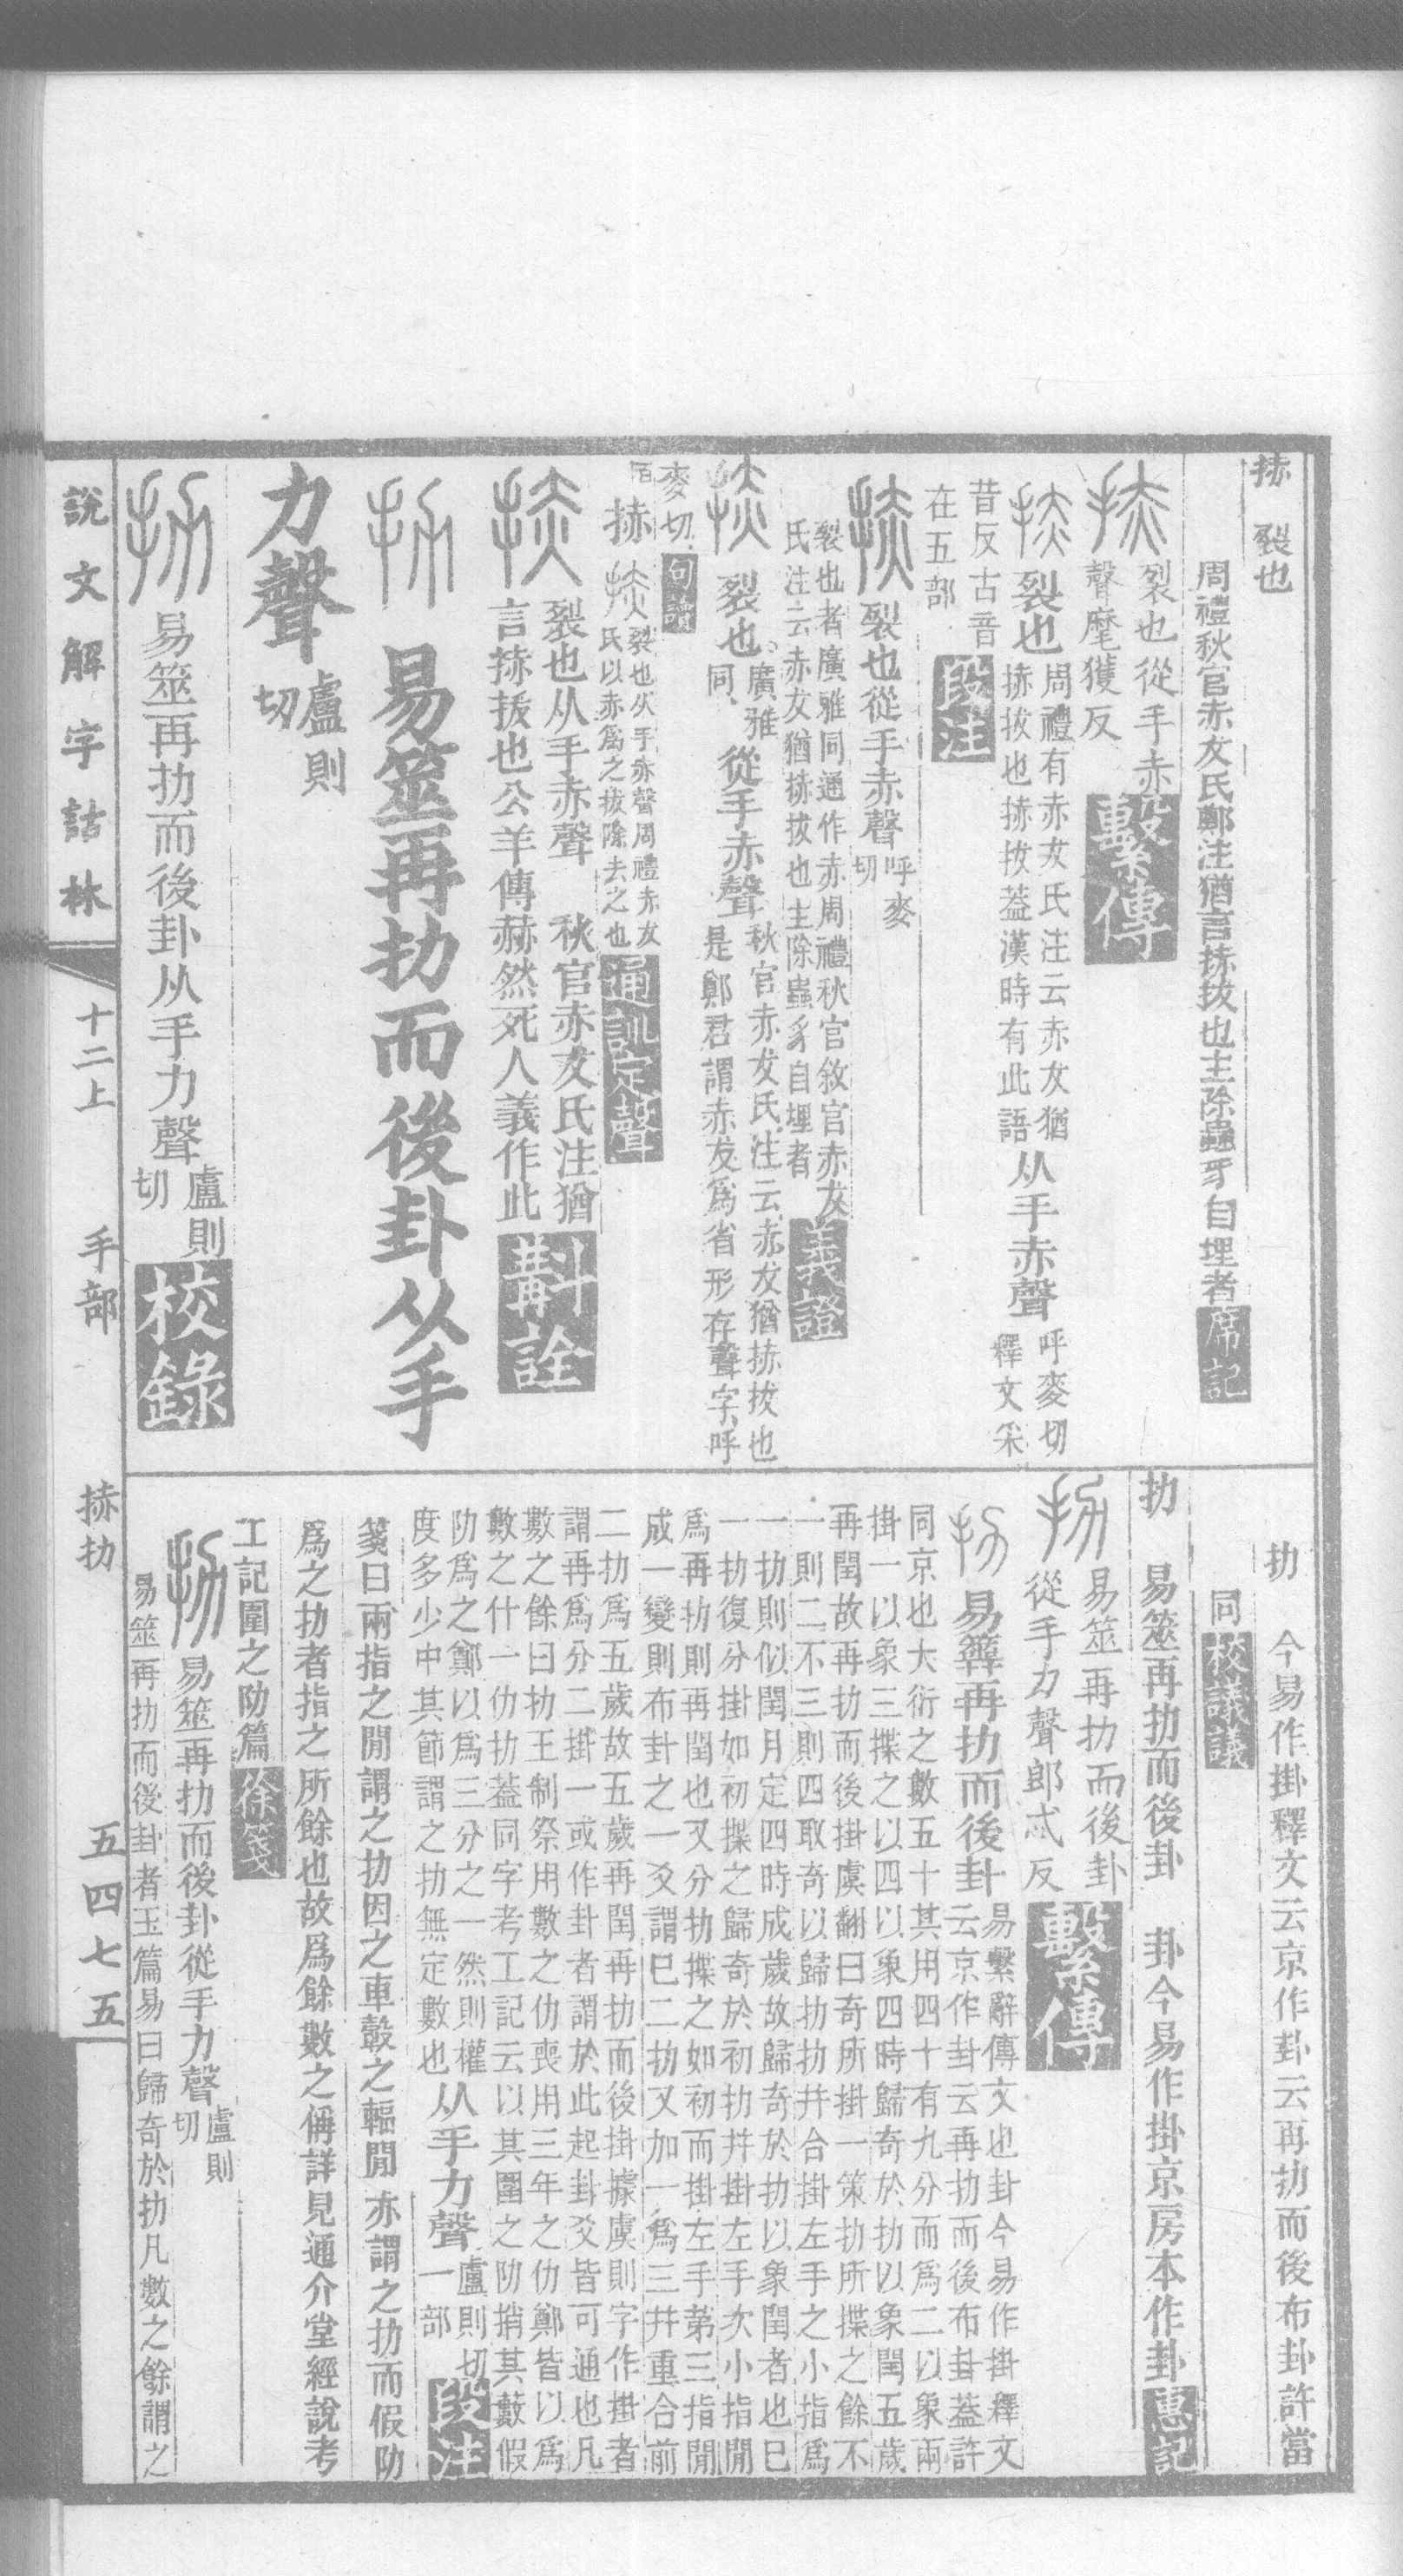 捇　裂也
周禮秋官赤犮氏鄭注猶言捇拔也主除蟲豸自埋者席記
捇裂也從手赤
聲麾獲反繫傳
捇裂也周禮有赤犮氏注云赤犮猶
捇拔也捇拔蓋漢時有此語从手赤聲呼麥切
釋文采
昔反古音
在五部段注
捇裂也從手赤聲呼麥
切
裂也者廣雅同通作赤周禮秋官敘官赤犮
氏注云赤犮猶捇拔也主除蟲豸自埋者義證
捇裂也廣雅
同從手赤聲秋官赤犮氏注云赤犮猶捇拔也
是鄭君謂赤犮爲省形存聲字呼
麥切句讀
捇裂也从手赤聲周禮赤犮
氏以赤爲之拔除去之也通訓定聲
捇裂也从手赤聲　秋官赤犮氏注猶
言捇拔也公羊傳赫然死人義作此斠詮
扐　易筮再扐而後卦从手
力聲盧則
切
扐易筮再扐而後卦从手力聲盧則
切校錄
扐　今易作掛釋文云京作卦云再扐而後布卦許當
同校議議
扐　易筮再扐而後卦　卦今易作掛京房本作卦惠記
扐易筮再扐而後卦
從手力聲郎忒反繫傳
扐易筭再扐而後卦易繫辭傳文也卦今易作掛釋文
云京作卦云再扐而後布卦蓋許
同京也大衍之數五十其用四十有九分而爲二以象兩
掛一以象三揲之以四以象四時歸奇於扐以象閏五歲
再閏故再扐而後掛虞翻曰奇所掛一策扐所揲之餘不
一則二不三則四取奇以歸扐扐并合掛左手之小指爲
一扐則似閏月定四時成歲故歸奇於扐以象閏者也巳
一扐復分掛如初揲之歸奇於初扐并掛左手次小指閒
爲再扐則再閏也又分扐揲之如初而掛左手第三指閒
成一變則布卦之一爻謂巳二扐又加一爲三并重合前
二扐爲五歲故五歲再閏再扐而後掛據虞則字作掛者
謂再爲分二掛一或作卦者謂於此起卦爻皆可通也凡
數之餘曰扐王制祭用數之仂喪用三年之仂鄭皆以爲
數之什一仂扐蓋同字考工記云以其圍之阞捎其藪假
阞爲之鄭以爲三分之一然則權
度多少中其節謂之扐無定數也从手力聲盧則切
一部段注
箋曰兩指之閒謂之扐因之車轂之輻閒亦謂之扐而假阞
爲之扐者指之所餘也故爲餘數之偁詳見通介堂經說考
工記圍之阞篇徐箋
扐易筮再扐而後卦從手力聲盧則
切
易筮再扐而後卦者玉篇易曰歸奇於扐凡數之餘謂之
說文解字詁林　十二上　手部　捇扐　五四七五